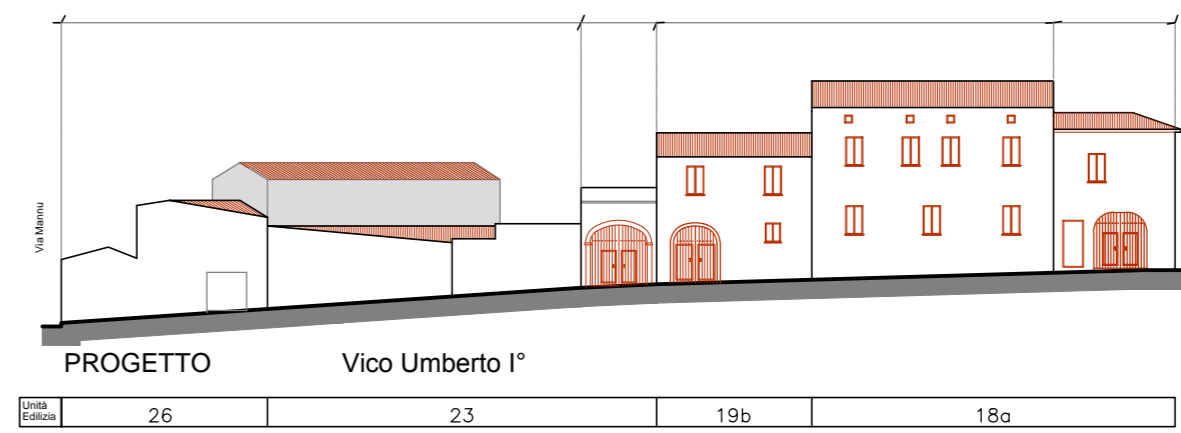 Via Mannu
PROGETTO Vico Umberto I°
Unità
Edilizia
26 23 19b 18a